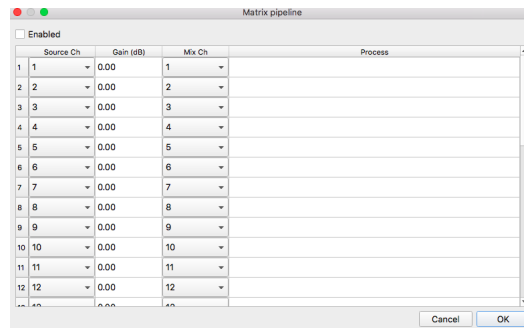 Matrix pipeline
Enabled
Source Ch Gain (dB) Mix Ch Process
1 1 0.00 1
2 2 0.00 2
3 3 0.00 3
4 4 0.00 4
5 5 0.00 5
6 6 0.00 6
7 7 0.00 7
8 8 0.00 8
9 9 0.00 9
10 10 0.00 10
11 11 0.00 11
12 12 0.00 12
Cancel OK